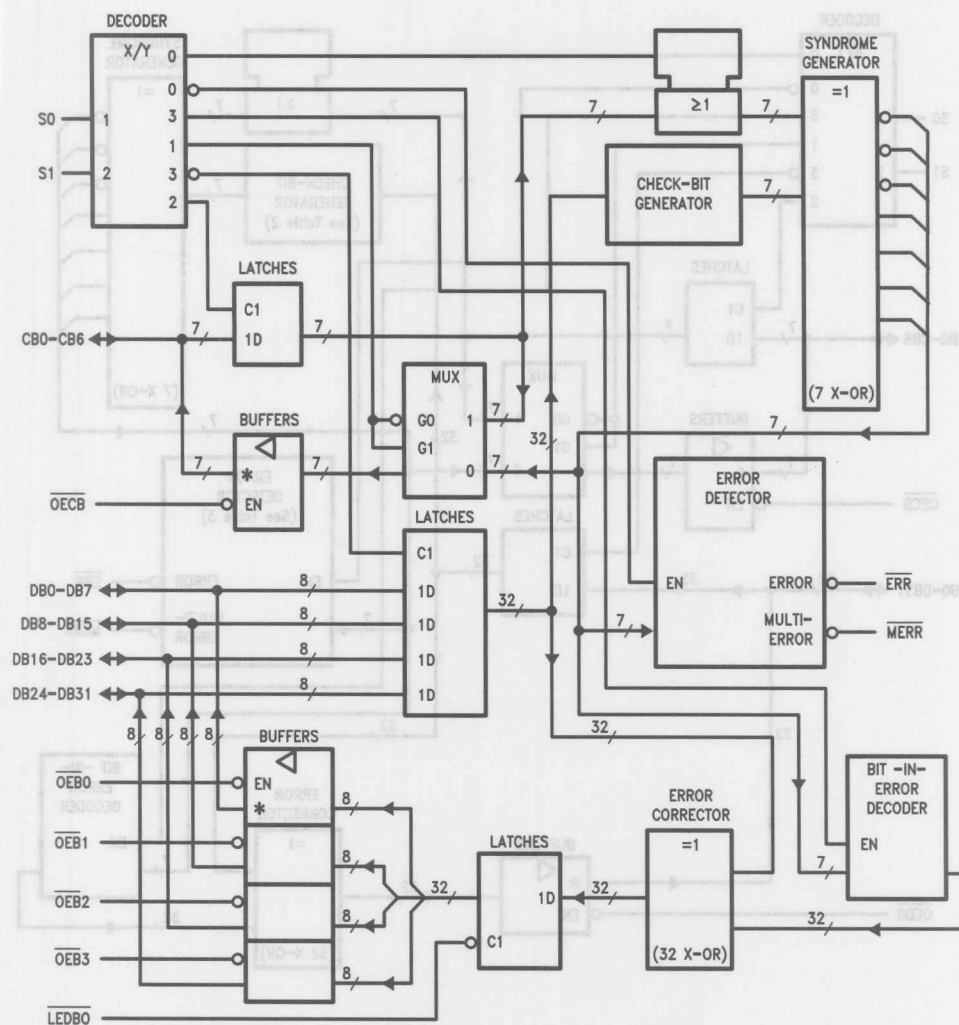 DECODER
X/Y
0
0
3
1
3
2
S0
1
S1
2
SYNDROME
GENERATOR
=1
(7 X-OR)
7
≥1
7
CHECK-BIT
GENERATOR
7
LATCHES
C1
1D
CB0-CB6
7
7
MUX
G0
1
G1
0
7
7
32
7
BUFFERS
*
EN
7
7
OECB
ERROR
DETECTOR
EN
ERROR
MULTI-
ERROR
ERR
MERR
7
LATCHES
C1
1D
1D
1D
1D
32
DB0-DB7
8
DB8-DB15
8
DB16-DB23
8
DB24-DB31
8
8
8
8
8
BUFFERS
EN
*
OEB0
8
OEB1
8
OEB2
8
OEB3
8
LEDBO
32
LATCHES
1D
C1
32
ERROR
CORRECTOR
=1
(32 X-OR)
32
7
BIT -IN-
ERROR
DECODER
EN
32